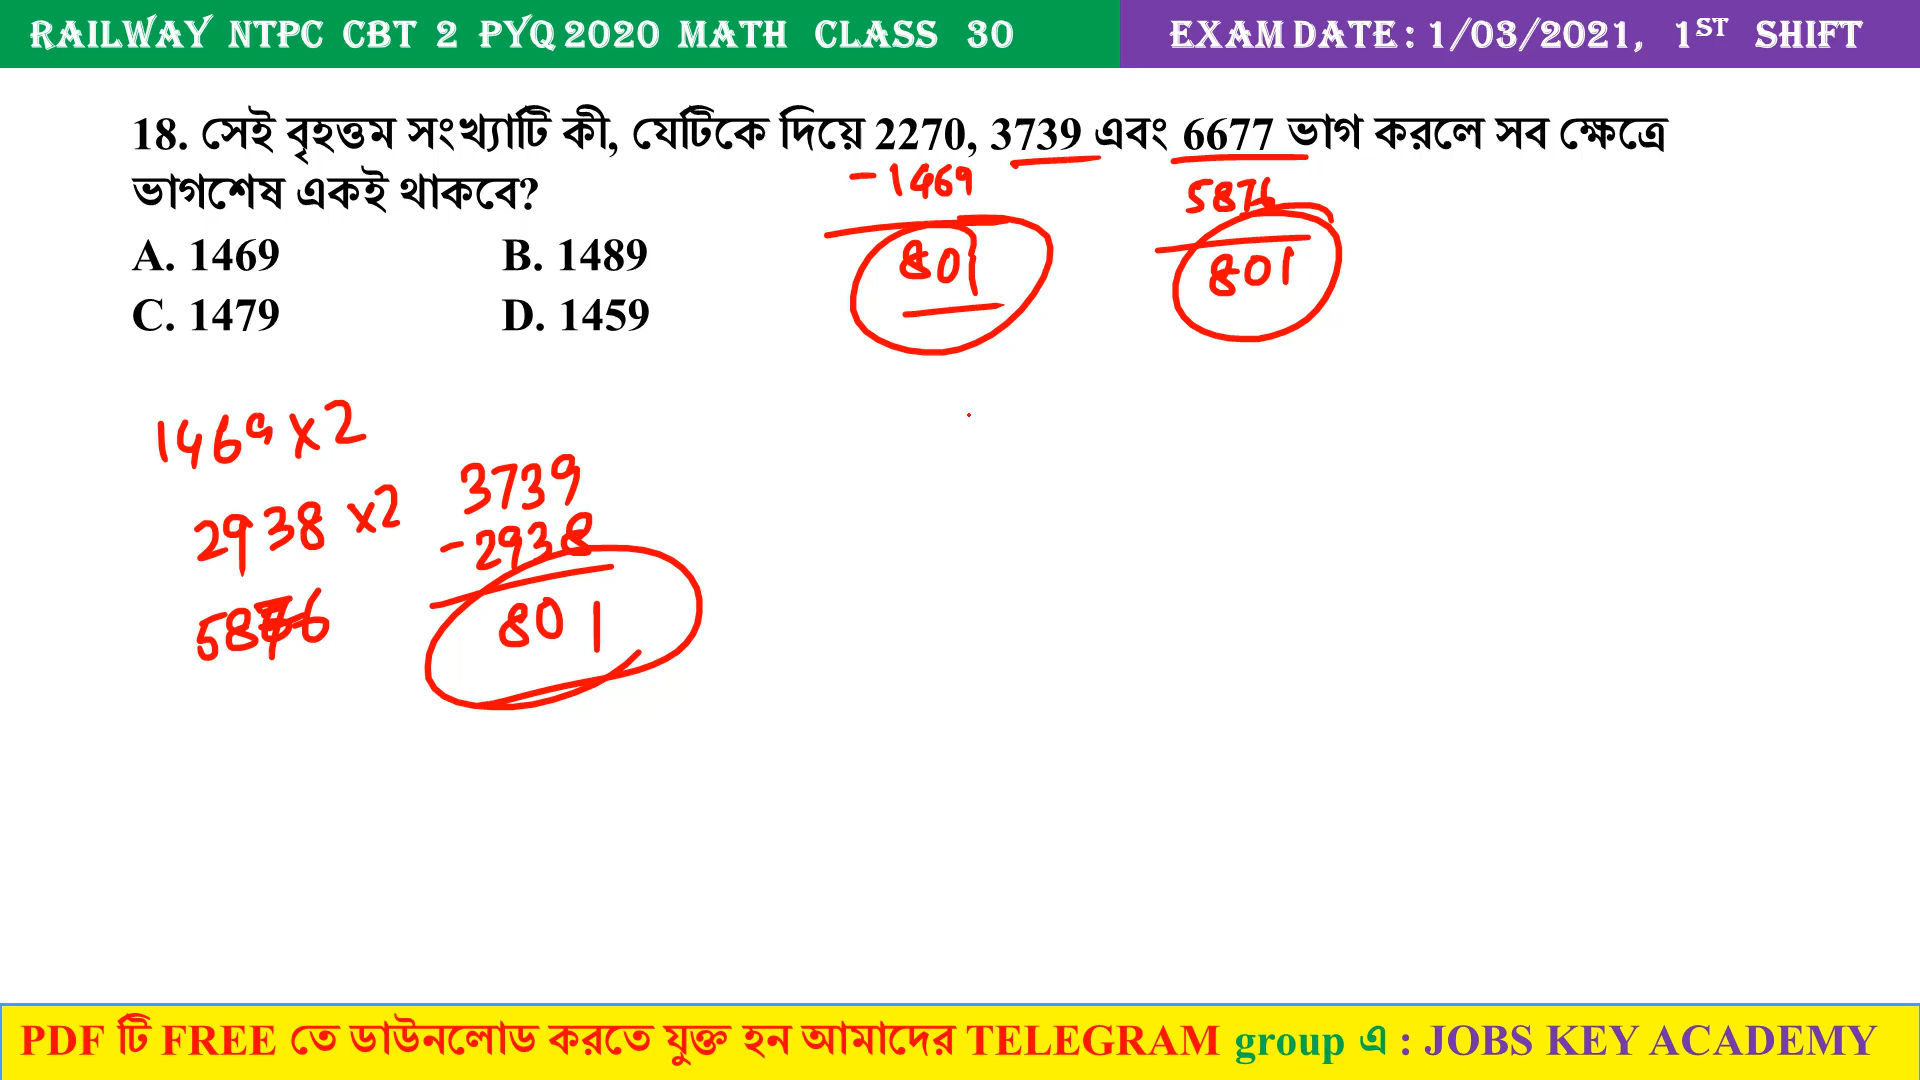 RAILWAY NTPC CBT 2 PYQ 2020 MATH CLASS 30
EXAM DATE : 1/03/2021, 1ST SHIFT
18. সেই বৃহত্তম সংখ্যাটি কী, যেটিকে দিয়ে 2270, 3739 এবং 6677 ভাগ করলে সব ক্ষেত্রে
ভাগশেষ একই থাকবে?
- 1469
5876
801
801
A. 1469 B. 1489
C. 1479 D. 1459
1469 x 2
2938 x2
5876
3739
- 2938
801
PDF টি FREE তে ডাউনলোড করতে যুক্ত হন আমাদের TELEGRAM group এ : JOBS KEY ACADEMY